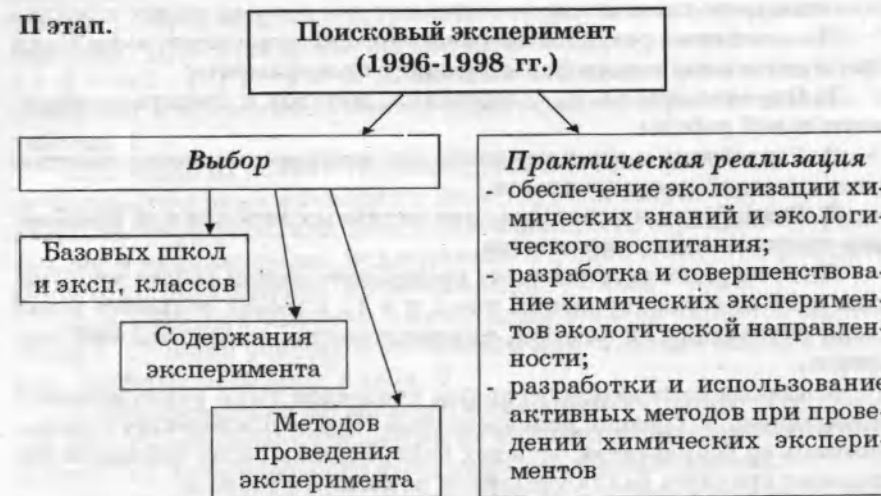 II этап.
Поисковый эксперимент
(1996-1998 гг.)
Выбор
Базовых школ
и эксп, классов
Содержания
эксперимента
Методов
проведения
эксперимента
Практическая реализация
- обеспечение экологизации хи-
мических знаний и экологи-
ческого воспитания;
- разработка и совершенствова-
ние химических эксперимен-
тов экологической направлен-
ности;
- разработки и использование
активных методов при прове-
дении химических экспери-
ментов